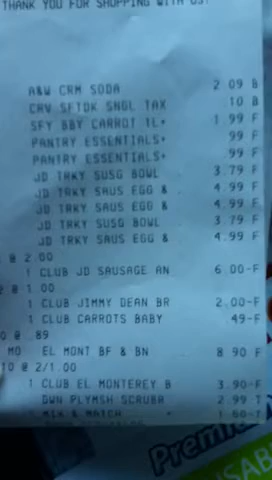 THANK YOU FOR SHOPPING WITH US!
A&W CRM SODA 2 09 B
CRV SFTDK SNGL TAX 10 B
SFY BBY CARROT 1L+ 1 99 F
PANTRY ESSENTIALS+ 99 F
PANTRY ESSENTIALS+ 99 F
JD TRKY SUSG BOWL 3.79 F
JD TRKY SAUS EGG & 4.99 F
JD TRKY SAUS EGG & 4.99 F
JD TRKY SUSG BOWL 3 79 F
JD TRKY SAUS EGG & 4.99 F
@ 2.00
1 CLUB JD SAUSAGE AN 6.00-F
@ 1.00
1 CLUB JIMMY DEAN BR 2.00-F
1 CLUB CARROTS BABY 49-F
@ .89
MO EL MONT BF & BN 8 90 F
10 @ 2/1.00
1 CLUB EL MONTEREY B 3.90-F
DWN PLYMSH SCRUBR 2 99 T
MIX & MATCH